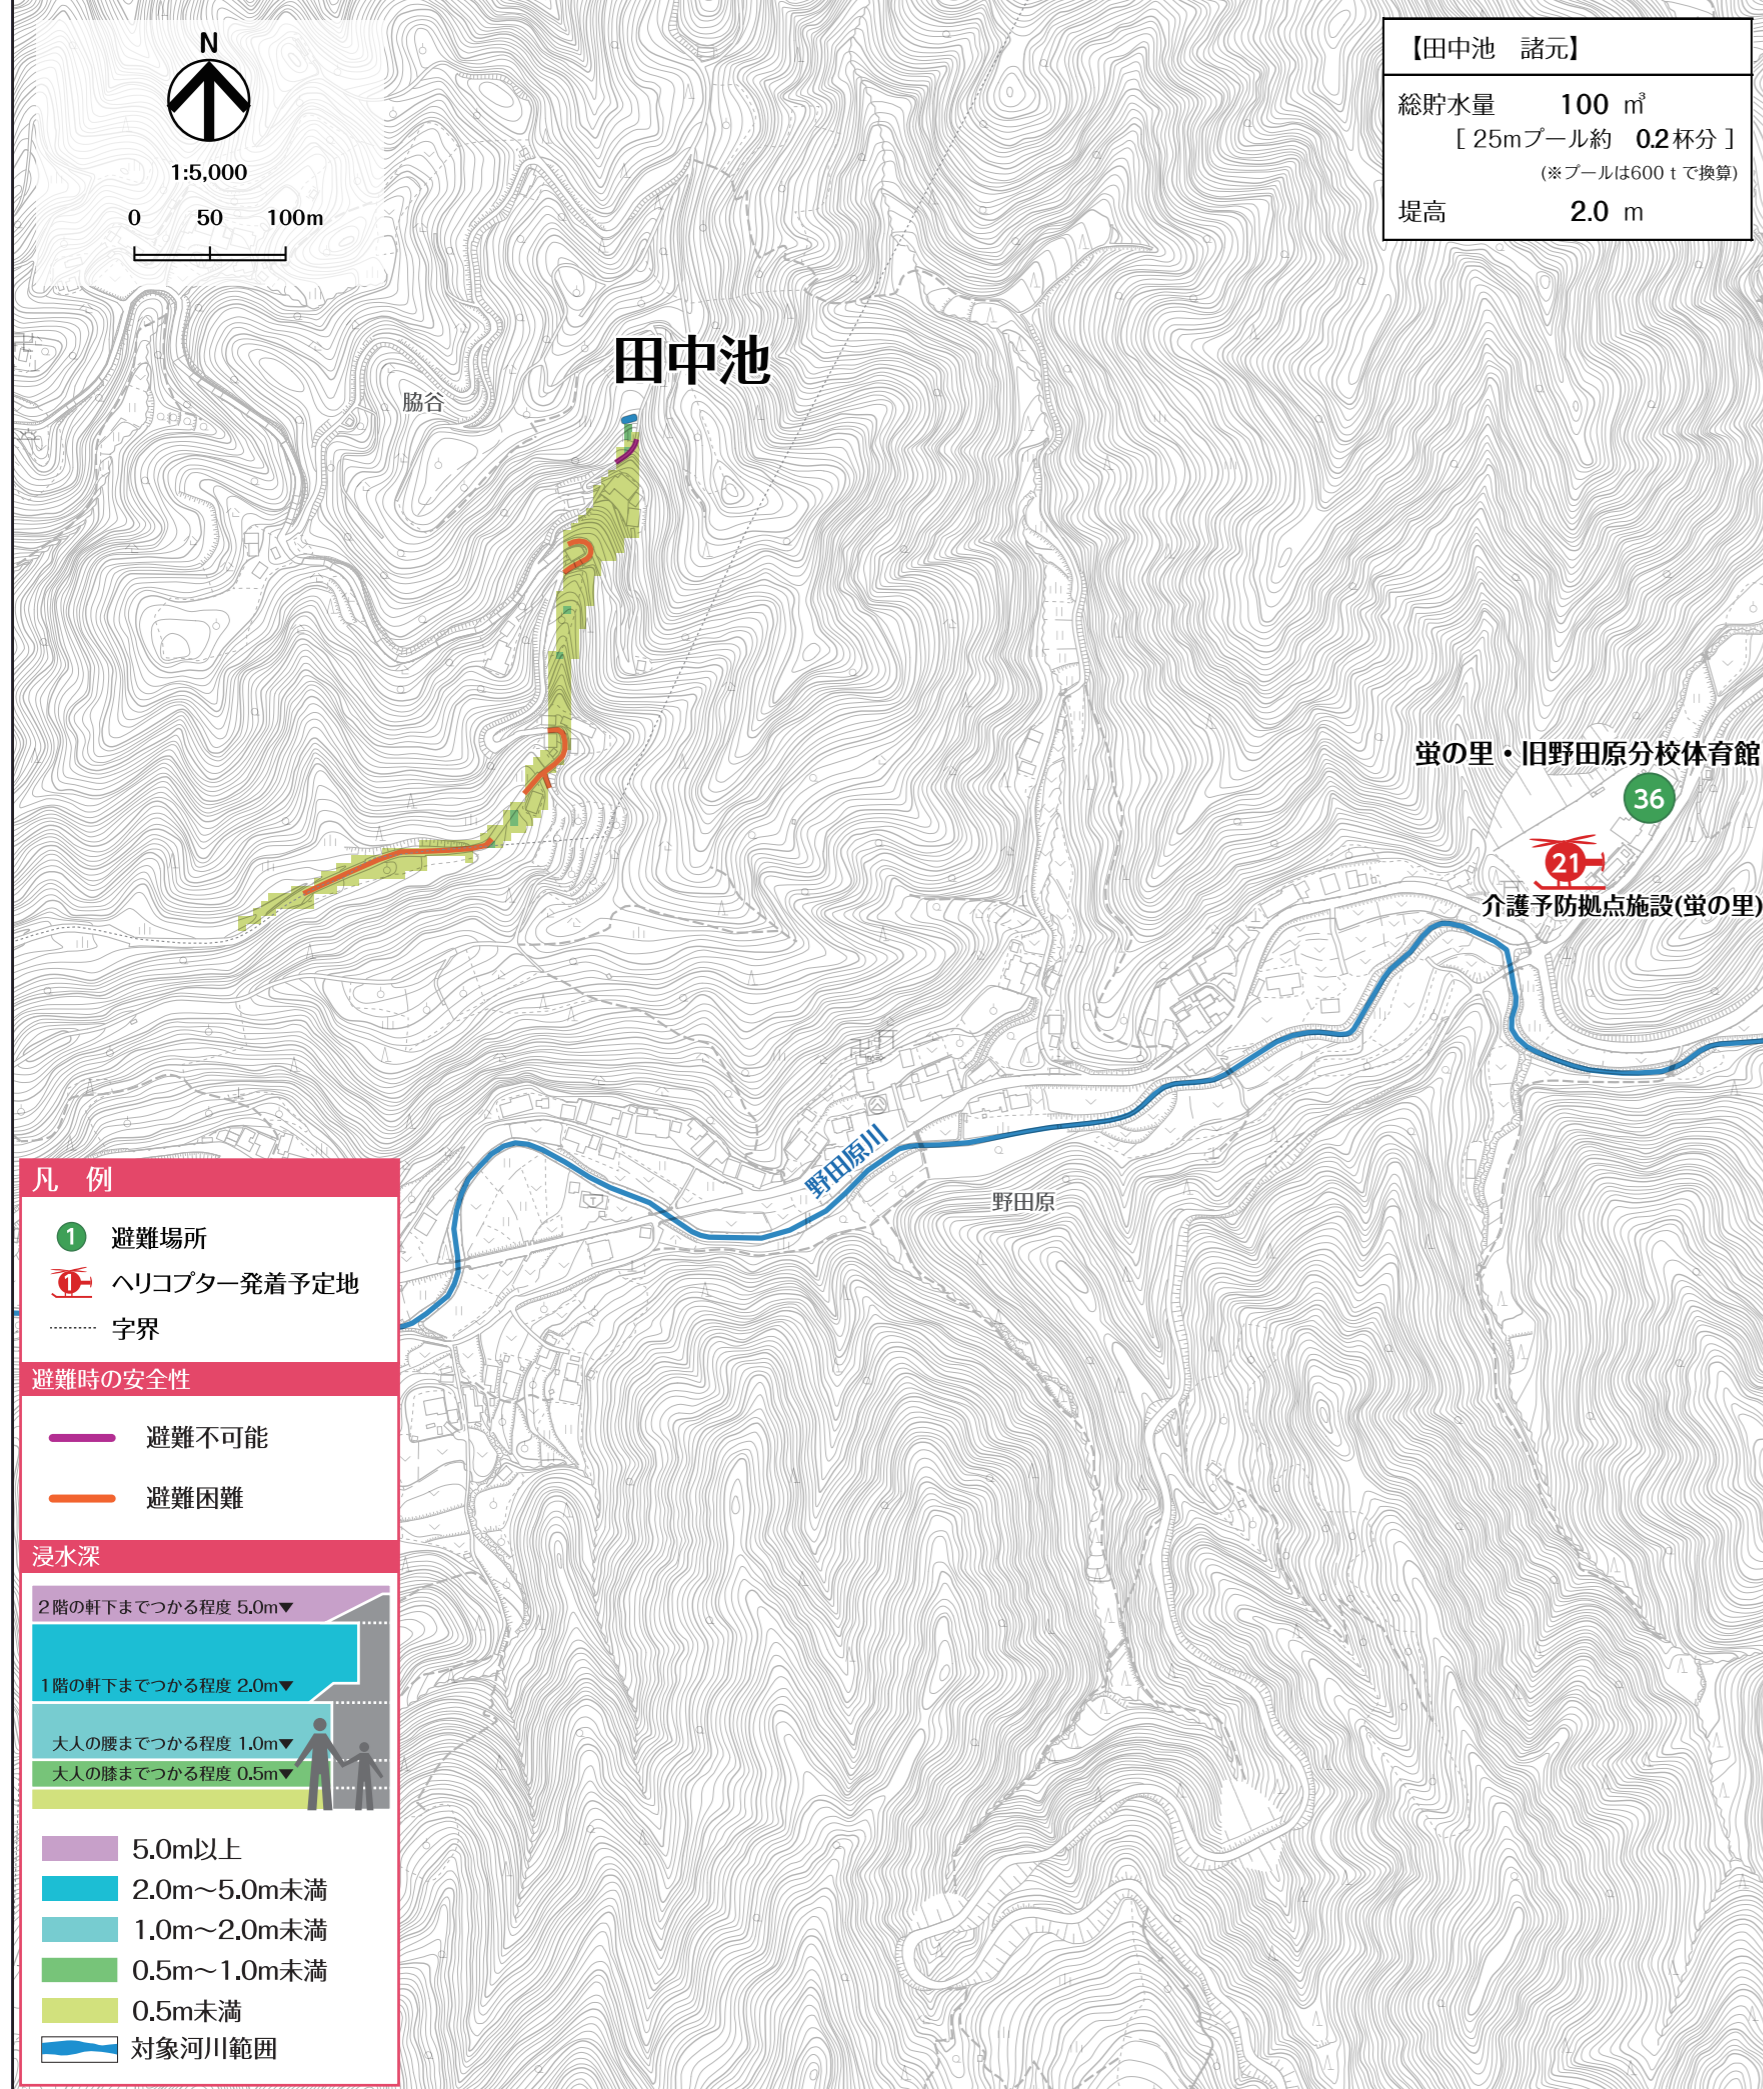 N
1:5,000
0 50 100m
【田中池 諸元】
総貯水量 100 ㎥
[ 25mプール約 0.2杯分 ]
(※プールは600 t で換算)
堤高 2.0 m
田中池
脇谷
蛍の里・旧野田原分校体育館
36
21
介護予防拠点施設(蛍の里)
野田原川
野田原
凡 例
1 避難場所
1 ヘリコプター発着予定地
字界
避難時の安全性
避難不可能
避難困難
浸水深
2階の軒下までつかる程度 5.0m▼
1階の軒下までつかる程度 2.0m▼
大人の腰までつかる程度 1.0m▼
大人の膝までつかる程度 0.5m▼
5.0m以上
2.0m〜5.0m未満
1.0m〜2.0m未満
0.5m〜1.0m未満
0.5m未満
対象河川範囲